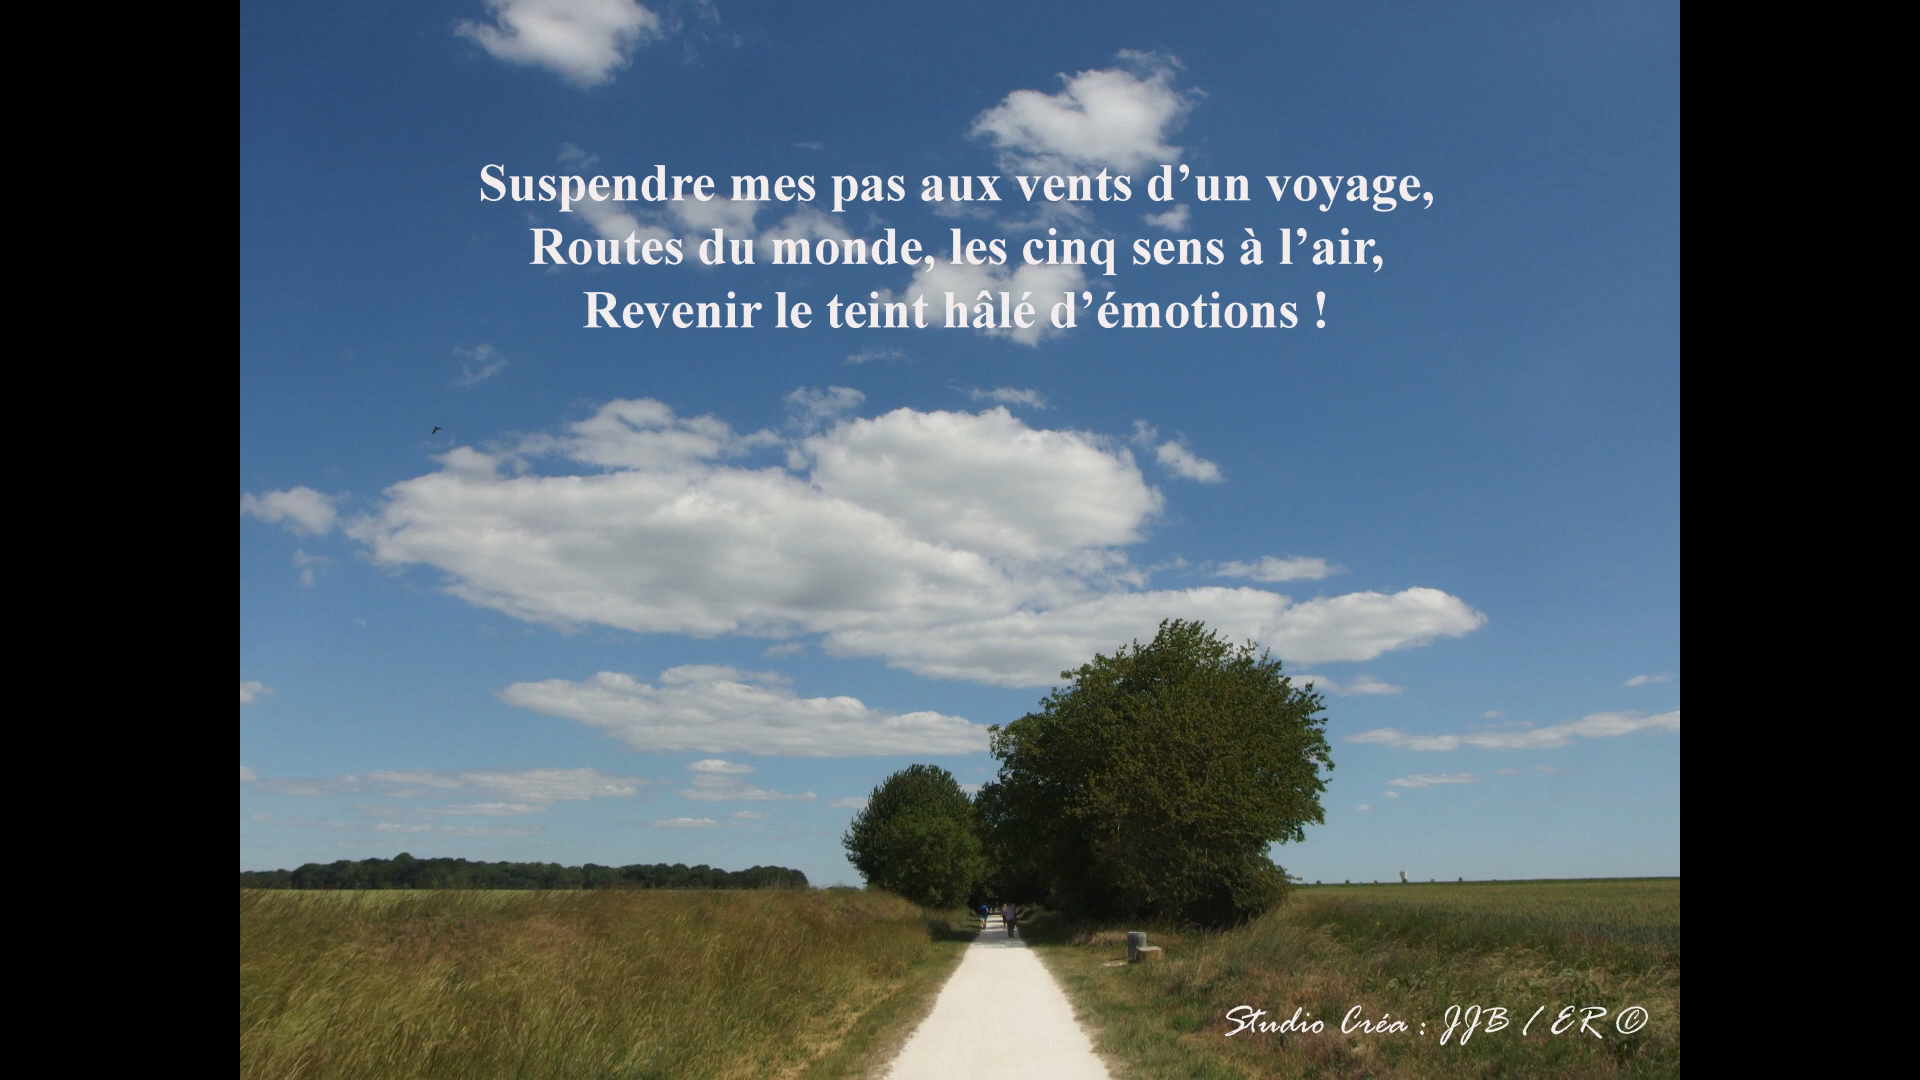 Suspendre mes pas aux vents d’un voyage,
Routes du monde, les cinq sens à l’air,
Revenir le teint hâlé d’émotions !
Studio Créa : JJB / ER ©